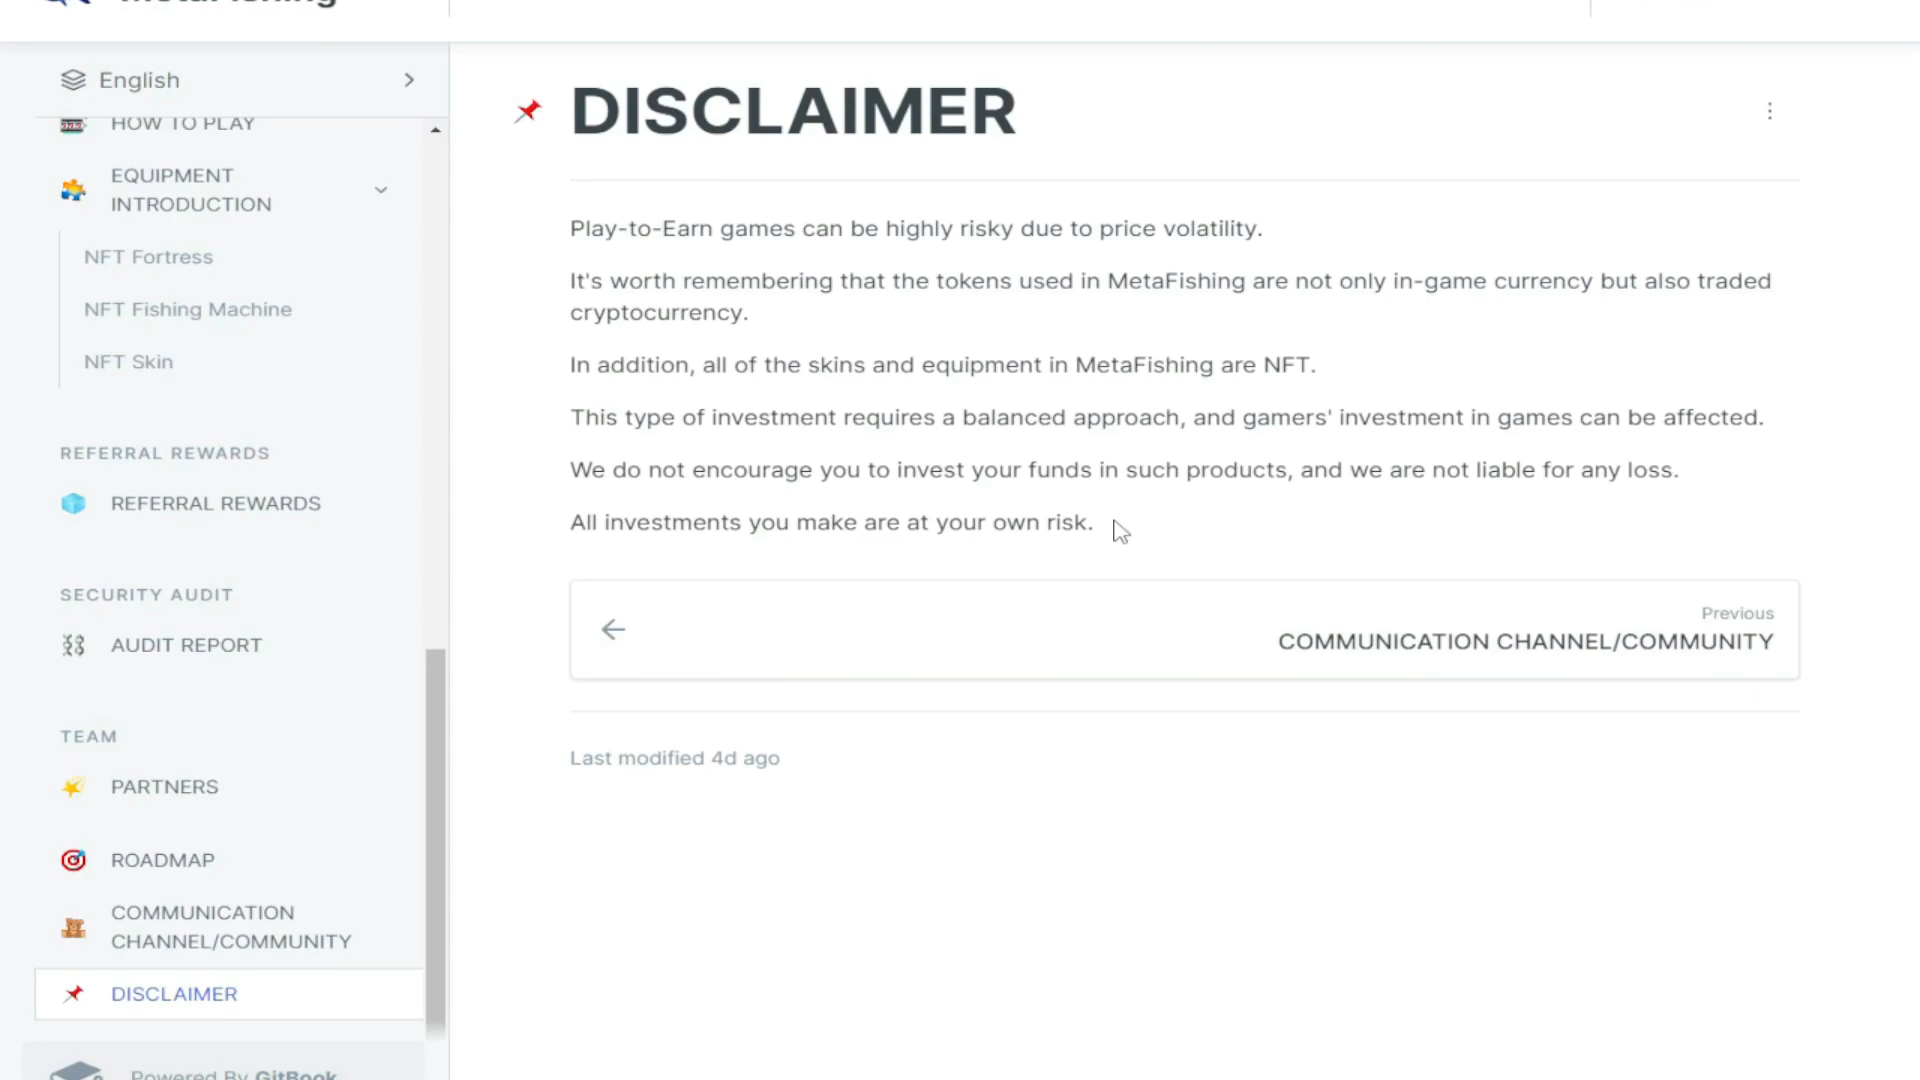 MetaFishing
English
HOW TO PLAY
EQUIPMENT
INTRODUCTION
NFT Fortress
NFT Fishing Machine
NFT Skin
REFERRAL REWARDS
REFERRAL REWARDS
SECURITY AUDIT
AUDIT REPORT
TEAM
PARTNERS
ROADMAP
COMMUNICATION
CHANNEL/COMMUNITY
DISCLAIMER
Powered By GitBook
DISCLAIMER
Play-to-Earn games can be highly risky due to price volatility.
It's worth remembering that the tokens used in MetaFishing are not only in-game currency but also traded
cryptocurrency.
In addition, all of the skins and equipment in MetaFishing are NFT.
This type of investment requires a balanced approach, and gamers' investment in games can be affected.
We do not encourage you to invest your funds in such products, and we are not liable for any loss.
All investments you make are at your own risk.
Previous
COMMUNICATION CHANNEL/COMMUNITY
Last modified 4d ago